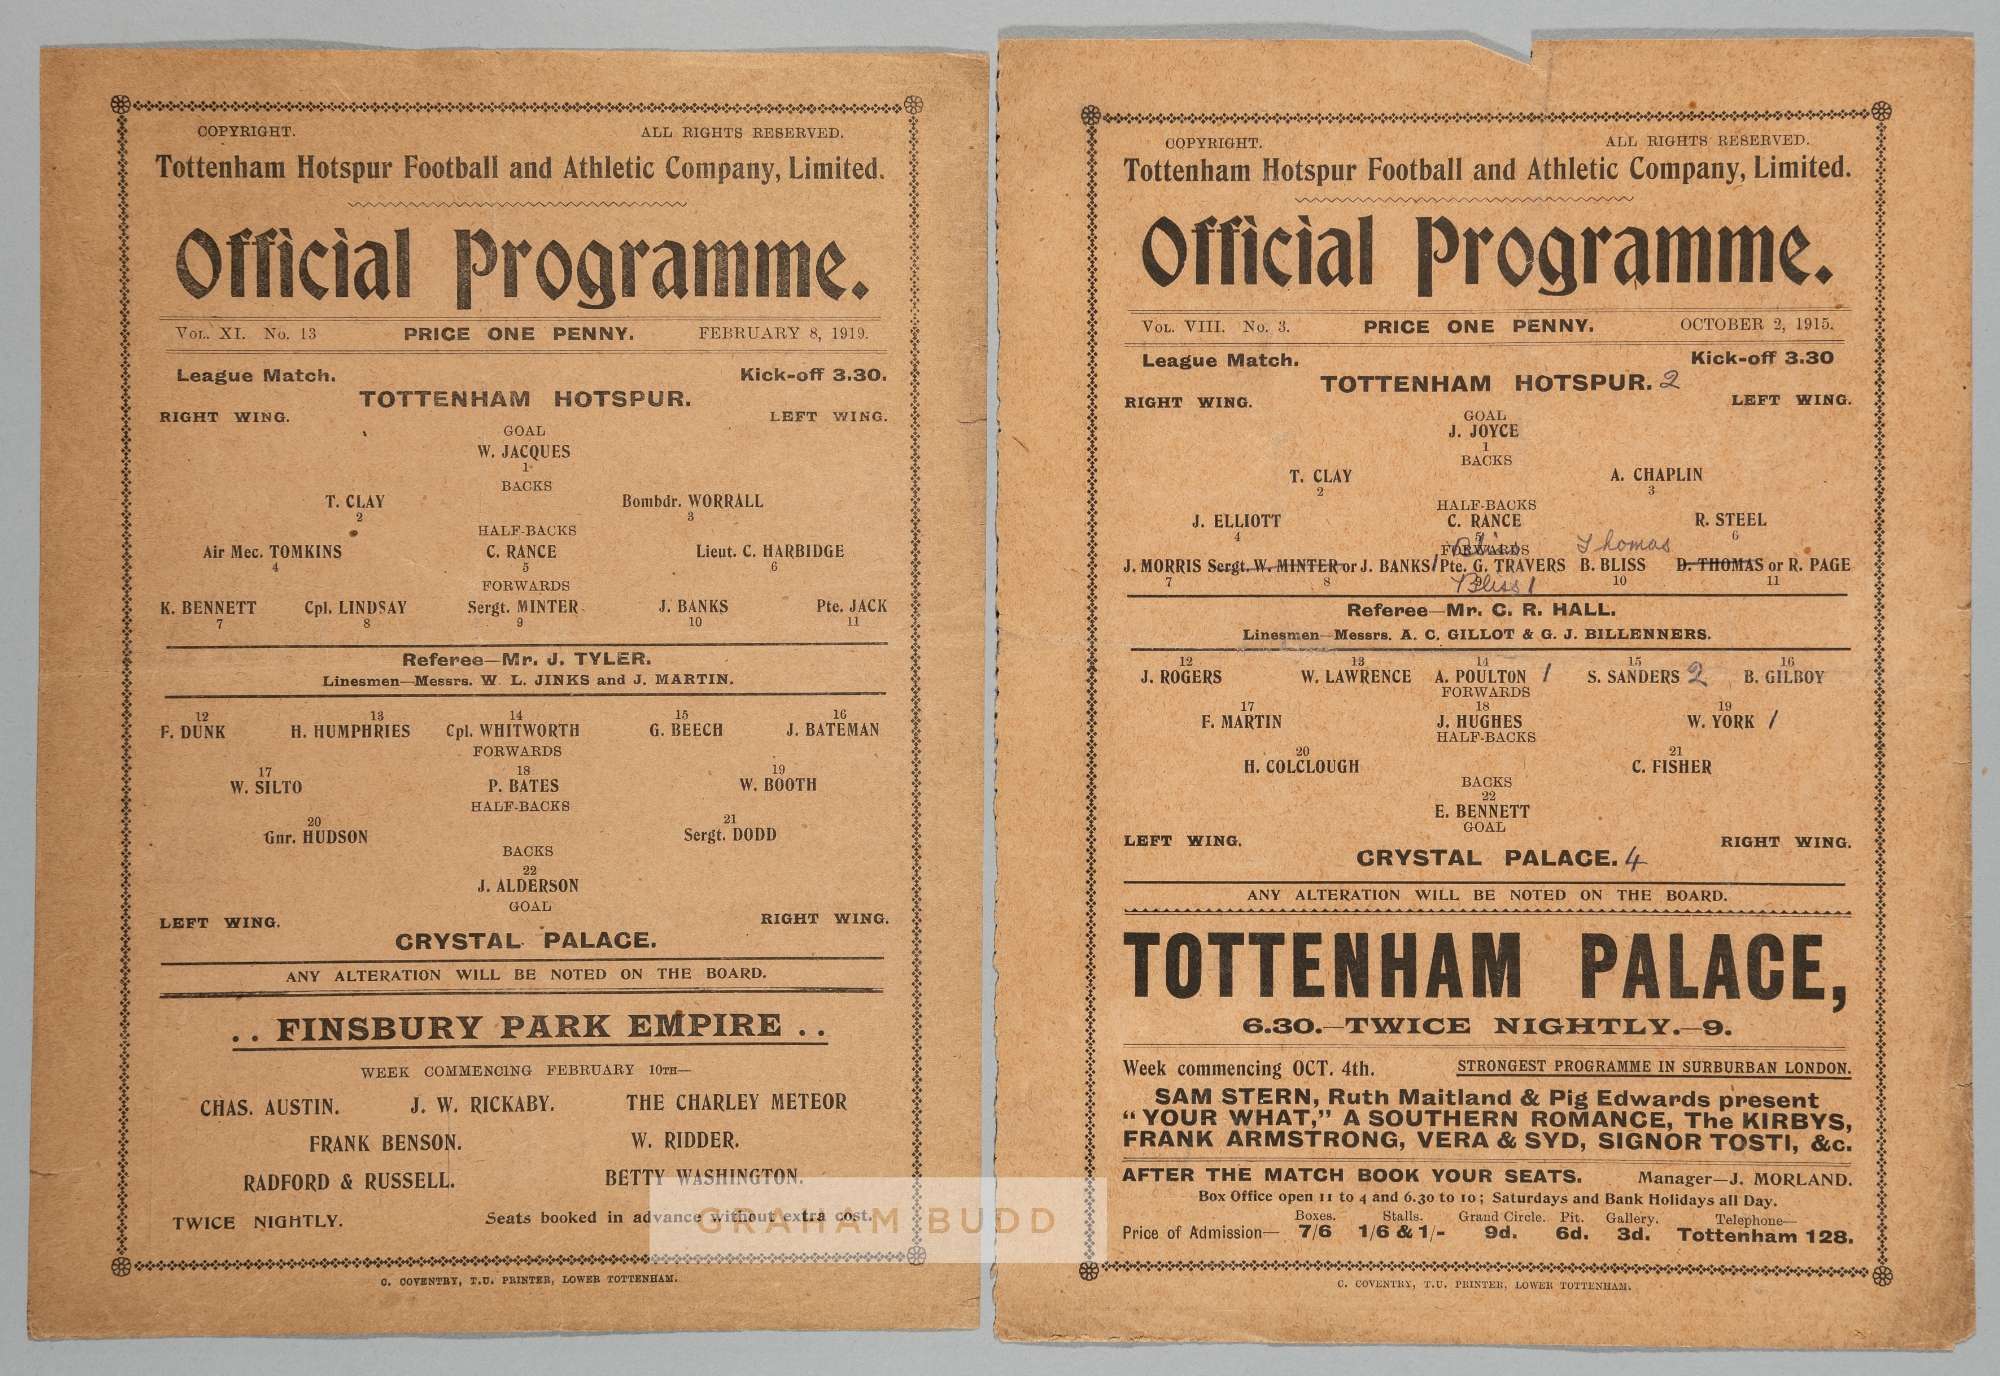 COPYRIGHT. ALL RIGHTS RESERVED.
Tottenham Hotspur Football and Athletic Company, Limited.
Official Programme.
VOL. XI. No. 13 PRICE ONE PENNY. FEBRUARY 8, 1919.
League Match. Kick-off 3.30.
TOTTENHAM HOTSPUR.
RIGHT WING. LEFT WING.
GOAL
W. JACQUES
1
BACKS
T. CLAY Bombdr. WORRALL
2 3
HALF-BACKS
Air Mec. TOMKINS C. RANCE Lieut. C. HARBIDGE
4 5 6
FORWARDS
K. BENNETT Cpl. LINDSAY Sergt. MINTER J. BANKS Pte. JACK
7 8 9 10 11
Referee—Mr. J. TYLER.
Linesmen—Messrs. W. L. JINKS and J. MARTIN.
12 13 14 15 16
F. DUNK H. HUMPHRIES Cpl. WHITWORTH G. BEECH J. BATEMAN
FORWARDS
17 18 19
W. SILTO P. BATES W. BOOTH
HALF-BACKS
20 21
Gnr. HUDSON Sergt. DODD
BACKS
22
J. ALDERSON
GOAL
LEFT WING. RIGHT WING.
CRYSTAL PALACE.
ANY ALTERATION WILL BE NOTED ON THE BOARD.
. . FINSBURY PARK EMPIRE . .
WEEK COMMENCING FEBRUARY 10TH—
CHAS. AUSTIN. J. W. RICKABY. THE CHARLEY METEOR
FRANK BENSON. W. RIDDER.
RADFORD & RUSSELL. BETTY WASHINGTON.
TWICE NIGHTLY. Seats booked in advance without extra cost.
C. COVENTRY, T.U. PRINTER, LOWER TOTTENHAM.
COPYRIGHT. ALL RIGHTS RESERVED.
Tottenham Hotspur Football and Athletic Company, Limited.
Official Programme.
VOL. VIII. No. 3. PRICE ONE PENNY. OCTOBER 2, 1915.
League Match. Kick-off 3.30
TOTTENHAM HOTSPUR. 2
RIGHT WING. LEFT WING.
GOAL
J. JOYCE
1
BACKS
T. CLAY A. CHAPLIN
2 3
HALF-BACKS
J. ELLIOTT C. RANCE R. STEEL
4 5 6
Bliss Thomas
FORWARDS
J. MORRIS Sergt. W. MINTER or J. BANKS 1 Pte. G. TRAVERS B. BLISS D. THOMAS or R. PAGE
7 8 9 10 11
Bliss 1
Referee—Mr. C. R. HALL.
Linesmen—Messrs. A. C. GILLOT & G. J. BILLENNERS.
12 13 14 15 16
J. ROGERS W. LAWRENCE A. POULTON 1 S. SANDERS 2 B. GILBOY
FORWARDS
17 18 19
F. MARTIN J. HUGHES W. YORK 1
HALF-BACKS
20 21
H. COLCLOUGH C. FISHER
BACKS
22
E. BENNETT
GOAL
LEFT WING. RIGHT WING.
CRYSTAL PALACE. 4
ANY ALTERATION WILL BE NOTED ON THE BOARD.
TOTTENHAM PALACE,
6.30.—TWICE NIGHTLY.—9.
Week commencing OCT. 4th. STRONGEST PROGRAMME IN SURBURBAN LONDON.
SAM STERN, Ruth Maitland & Pig Edwards present
"YOUR WHAT," A SOUTHERN ROMANCE, The KIRBYS,
FRANK ARMSTRONG, VERA & SYD, SIGNOR TOSTI, &c.
AFTER THE MATCH BOOK YOUR SEATS. Manager—J. MORLAND.
Box Office open 11 to 4 and 6.30 to 10; Saturdays and Bank Holidays all Day.
Boxes. Stalls. Grand Circle. Pit. Gallery. Telephone—
Price of Admission— 7/6 1/6 & 1/- 9d. 6d. 3d. Tottenham 128.
C. COVENTRY, T.U. PRINTER, LOWER TOTTENHAM.
GRAHAM BUDD